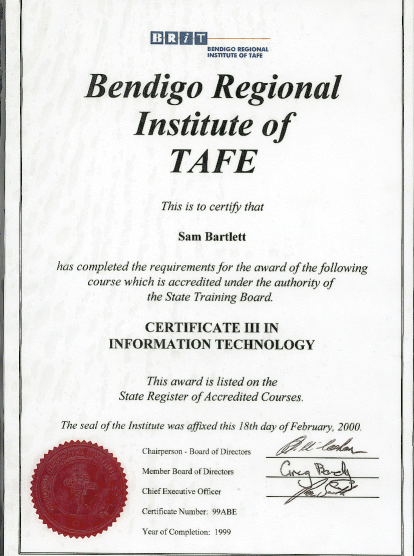 BRiT
BENDIGO REGIONAL
INSTITUTE OF TAFE
Bendigo Regional
Institute of
TAFE
This is to certify that
Sam Bartlett
has completed the requirements for the award of the following
course which is accredited under the authority of
the State Training Board.
CERTIFICATE III IN
INFORMATION TECHNOLOGY
This award is listed on the
State Register of Accredited Courses.
The seal of the Institute was affixed this 18th day of February, 2000.
Chairperson - Board of Directors
Member Board of Directors
Chief Executive Officer
Certificate Number: 99ABE
Year of Completion: 1999